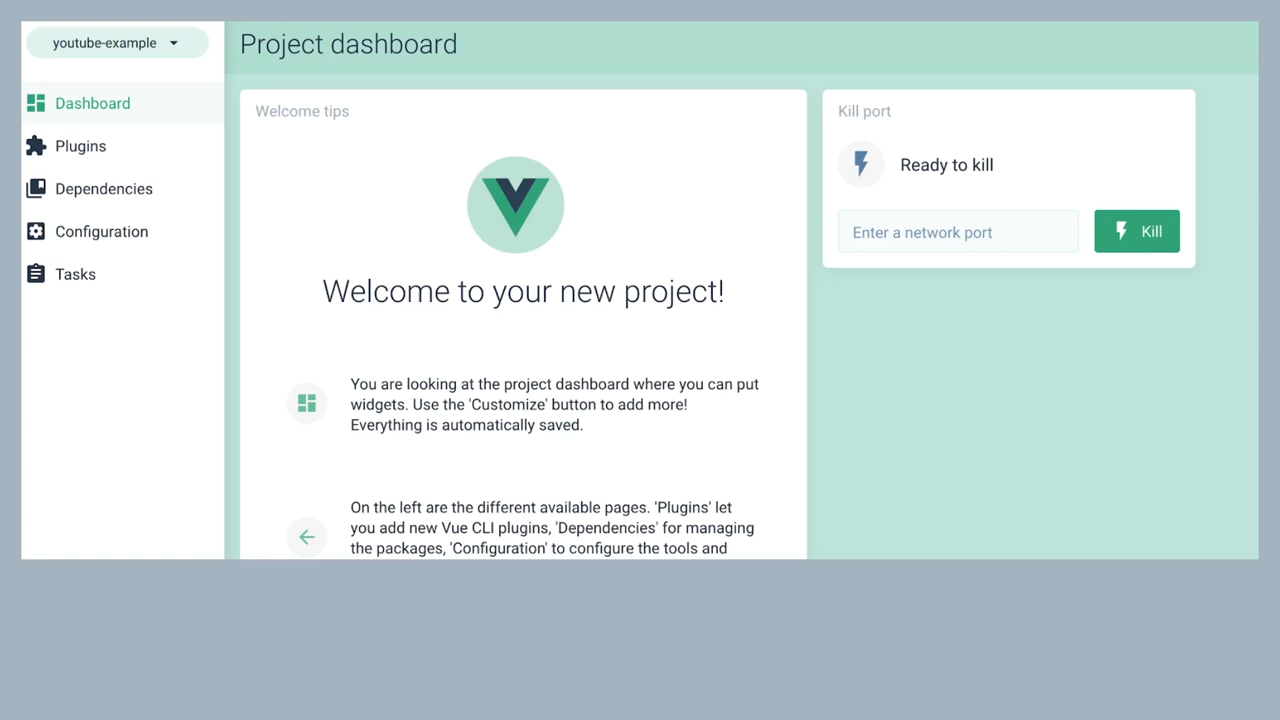 youtube-example
Project dashboard
Dashboard
Plugins
Dependencies
Configuration
Tasks
Welcome tips
Welcome to your new project!
You are looking at the project dashboard where you can put
widgets. Use the 'Customize' button to add more!
Everything is automatically saved.
On the left are the different available pages. 'Plugins' let
you add new Vue CLI plugins, 'Dependencies' for managing
the packages, 'Configuration' to configure the tools and
Kill port
Ready to kill
Enter a network port
Kill